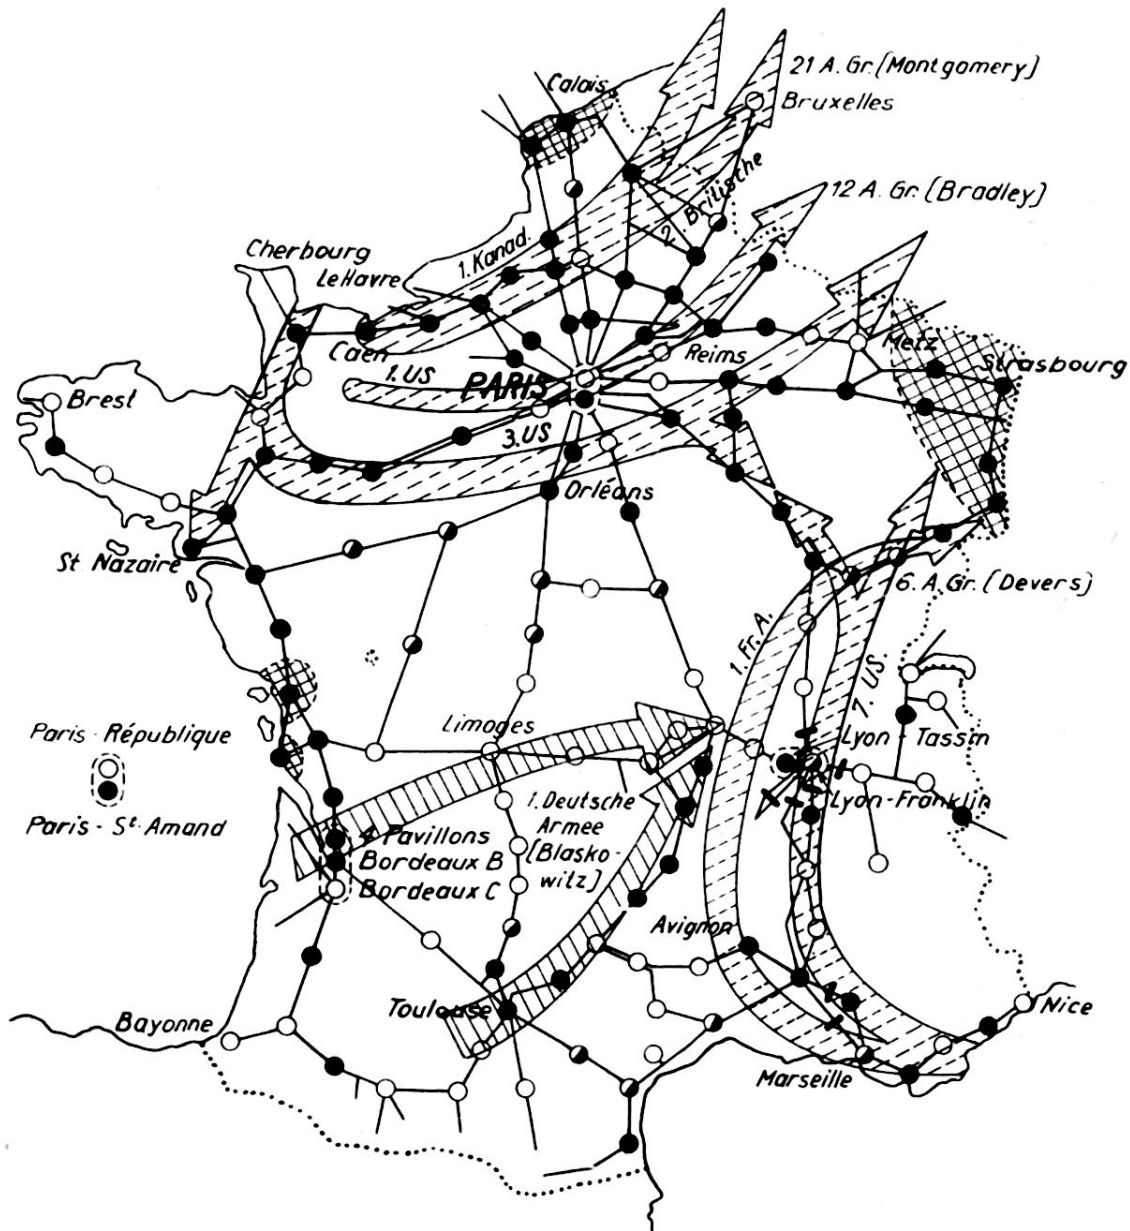 Calais
21 A. Gr. [Montgomery]
Bruxelles
12 A. Gr. [Bradley]
2. Britische
1. Kanad.
Cherbourg
Le Havre
Caen
Reims
Metz
Strasbourg
1. US
PARIS
3. US
Brest
Orléans
St Nazaire
6. A. Gr. [Devers]
1. Fr. A.
7. US.
Limoges
Paris - République
Paris - St. Amand
Lyon - Tassin
Lyon - Franklin
1. Deutsche
Armee
[Blasko-
witz]
4 Pavillons
Bordeaux B
Bordeaux C
Avignon
Toulouse
Bayonne
Nice
Marseille